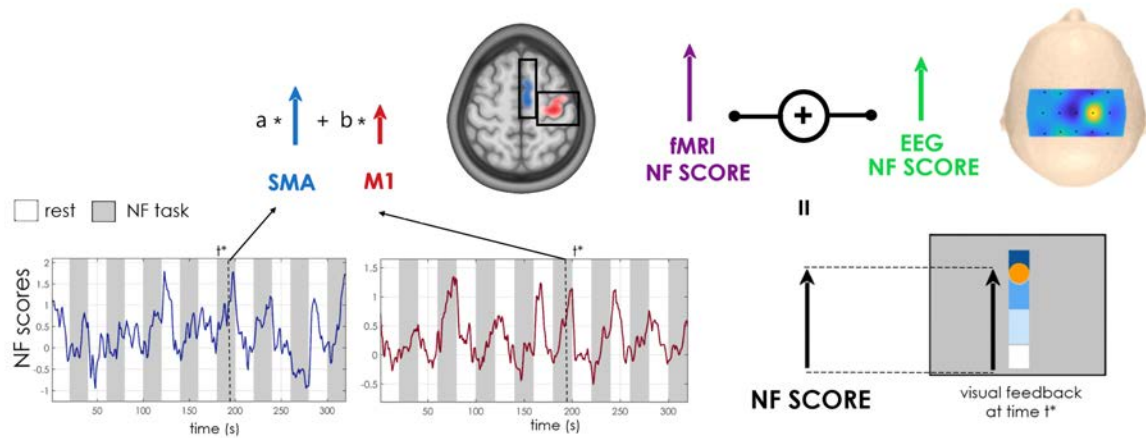 a * + b *
SMA M1
fMRI
NF SCORE
+
EEG
NF SCORE
=
rest NF task
t*
t*
NF scores
2
1.5
1
0.5
0
-0.5
-1
50 100 150 200 250 300
time (s)
1.5
1
0.5
0
-0.5
50 100 150 200 250 300
time (s)
NF SCORE
visual feedback
at time t*